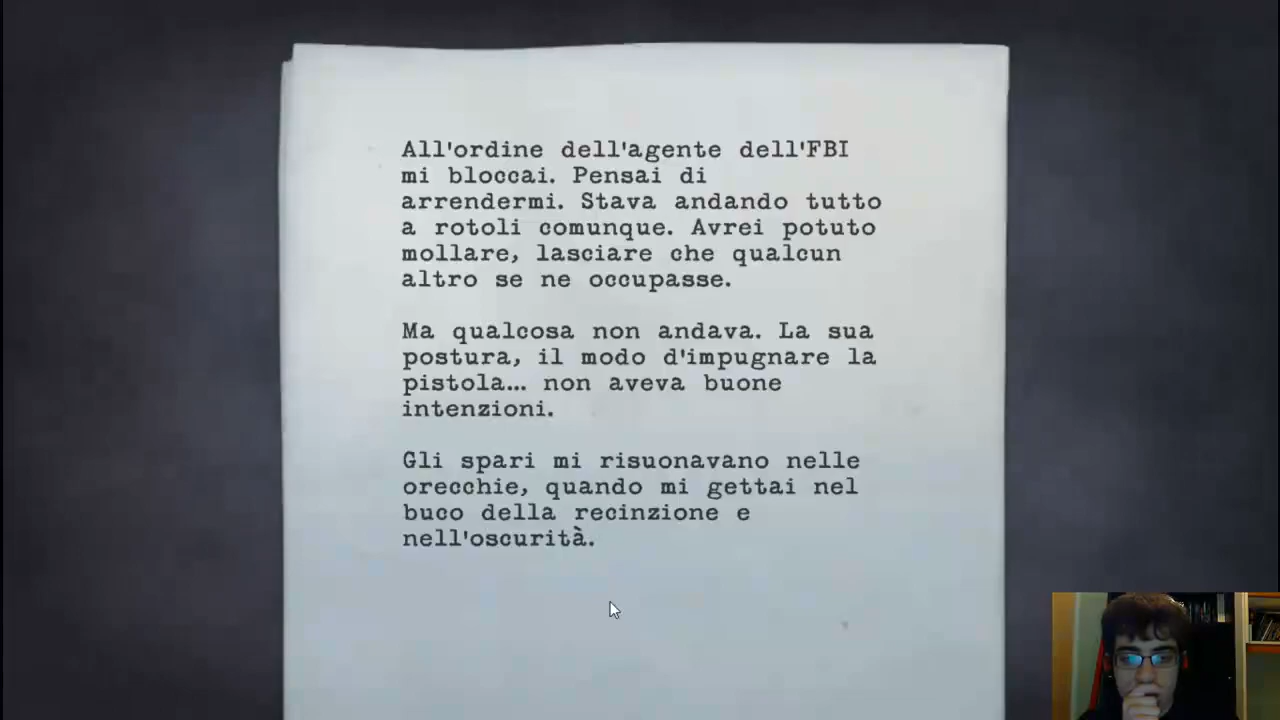 All'ordine dell'agente dell'FBI
mi bloccai. Pensai di
arrendermi. Stava andando tutto
a rotoli comunque. Avrei potuto
mollare, lasciare che qualcun
altro se ne occupasse.
Ma qualcosa non andava. La sua
postura, il modo d'impugnare la
pistola... non aveva buone
intenzioni.
Gli spari mi risuonavano nelle
orecchie, quando mi gettai nel
buco della recinzione e
nell'oscurità.